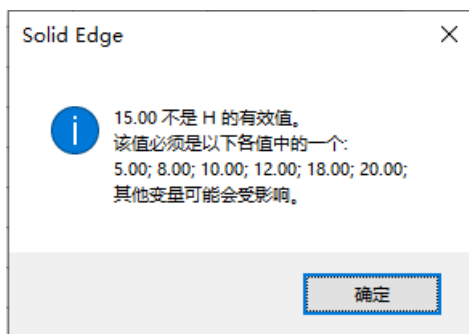 Solid Edge
15.00 不是 H 的有效值。
该值必须是以下各值中的一个:
5.00; 8.00; 10.00; 12.00; 18.00; 20.00;
其他变量可能会受影响。
确定